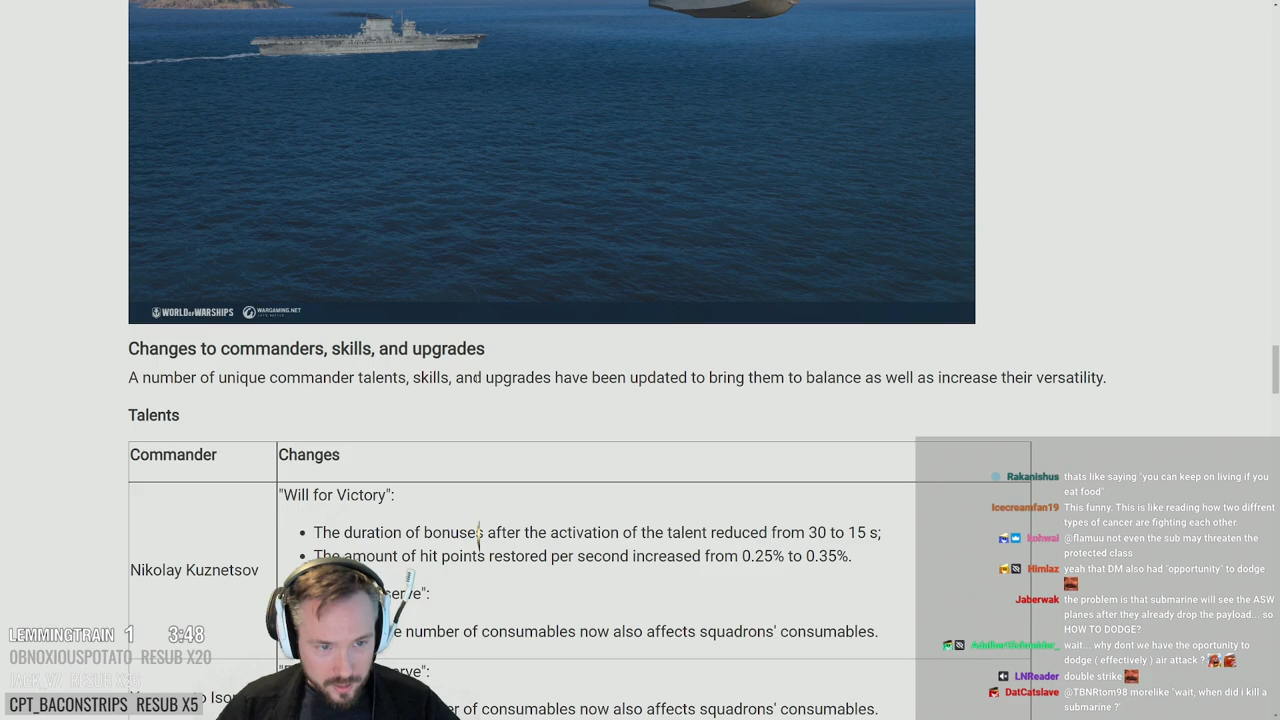 WORLD OF WARSHIPS WARGAMING.NET
Changes to commanders, skills, and upgrades
A number of unique commander talents, skills, and upgrades have been updated to bring them to balance as well as increase their versatility.
Talents
Commander Changes
"Will for Victory":
The duration of bonuses after the activation of the talent reduced from 30 to 15 s;
The amount of hit points restored per second increased from 0.25% to 0.35%.
Nikolay Kuznetsov
number of consumables now also affects squadrons' consumables.
number of consumables now also affects squadrons' consumables.
LEMMINGTRAIN 1 3:48
OBNOXIOUSPOTATO RESUB X20
CPT_BACONSTRIPS RESUB X5
Rakanishus thats like saying "you can keep on living if you
eat food"
Icecreamfan19 This funny. This is like reading how two diffrent
types of cancer are fighting each other.
kohwai @flamuu not even the sub may threaten the
protected class
Himlaz yeah that DM also had "opportunity" to dodge
Jaberwak the problem is that submarine will see the ASW
planes after they already drop the payload... so
HOW TO DODGE?
wait... why dont we have the oportunity to
dodge ( effectively ) air attack ?
LNReader double strike
DatCatslave @TBNRtom98 morelike "wait, when did i kill a
submarine ?"